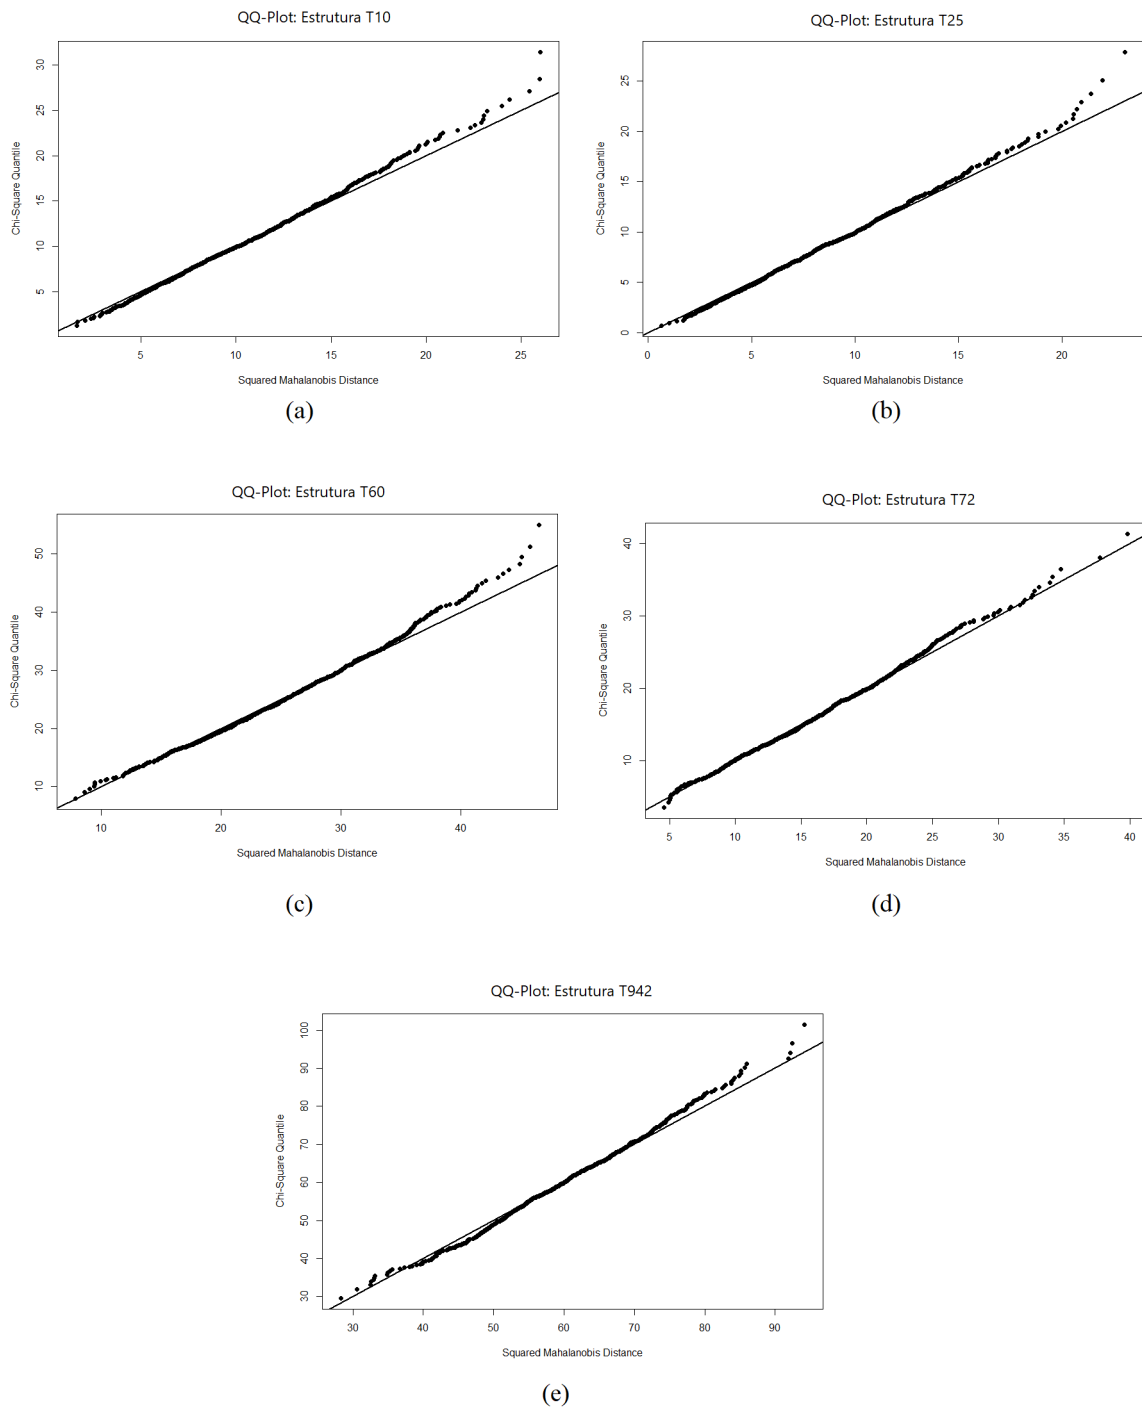 QQ-Plot: Estrutura T10
Chi-Square Quantile
30
25
20
15
10
5
5 10 15 20 25
Squared Mahalanobis Distance
(a)
QQ-Plot: Estrutura T25
Chi-Square Quantile
25
20
15
10
5
0
0 5 10 15 20
Squared Mahalanobis Distance
(b)
QQ-Plot: Estrutura T60
Chi-Square Quantile
50
40
30
20
10
10 20 30 40
Squared Mahalanobis Distance
(c)
QQ-Plot: Estrutura T72
Chi-Square Quantile
40
30
20
10
5 10 15 20 25 30 35 40
Squared Mahalanobis Distance
(d)
QQ-Plot: Estrutura T942
Chi-Square Quantile
100
90
80
70
60
50
40
30
30 40 50 60 70 80 90
Squared Mahalanobis Distance
(e)